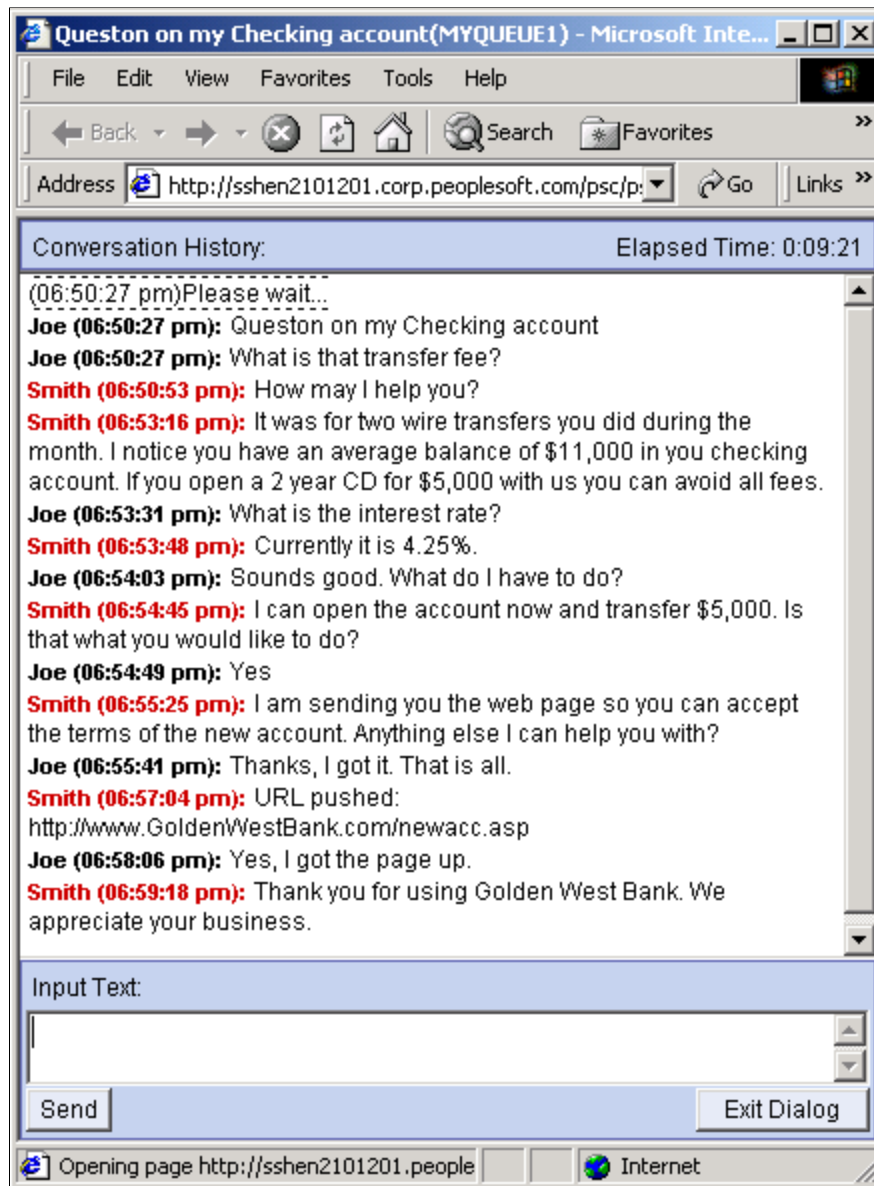 Queston on my Checking account(MYQUEUE1) - Microsoft Inte...
File Edit View Favorites Tools Help
Back Search Favorites »
Address http://sshen2101201.corp.peoplesoft.com/psc/p: Go Links »
Conversation History: Elapsed Time: 0:09:21
(06:50:27 pm)Please wait...
Joe (06:50:27 pm): Queston on my Checking account
Joe (06:50:27 pm): What is that transfer fee?
Smith (06:50:53 pm): How may I help you?
Smith (06:53:16 pm): It was for two wire transfers you did during the
month. I notice you have an average balance of $11,000 in you checking
account. If you open a 2 year CD for $5,000 with us you can avoid all fees.
Joe (06:53:31 pm): What is the interest rate?
Smith (06:53:48 pm): Currently it is 4.25%.
Joe (06:54:03 pm): Sounds good. What do I have to do?
Smith (06:54:45 pm): I can open the account now and transfer $5,000. Is
that what you would like to do?
Joe (06:54:49 pm): Yes
Smith (06:55:25 pm): I am sending you the web page so you can accept
the terms of the new account. Anything else I can help you with?
Joe (06:55:41 pm): Thanks, I got it. That is all.
Smith (06:57:04 pm): URL pushed:
http://www.GoldenWestBank.com/newacc.asp
Joe (06:58:06 pm): Yes, I got the page up.
Smith (06:59:18 pm): Thank you for using Golden West Bank. We
appreciate your business.
Input Text:
Send Exit Dialog
Opening page http://sshen2101201.people Internet